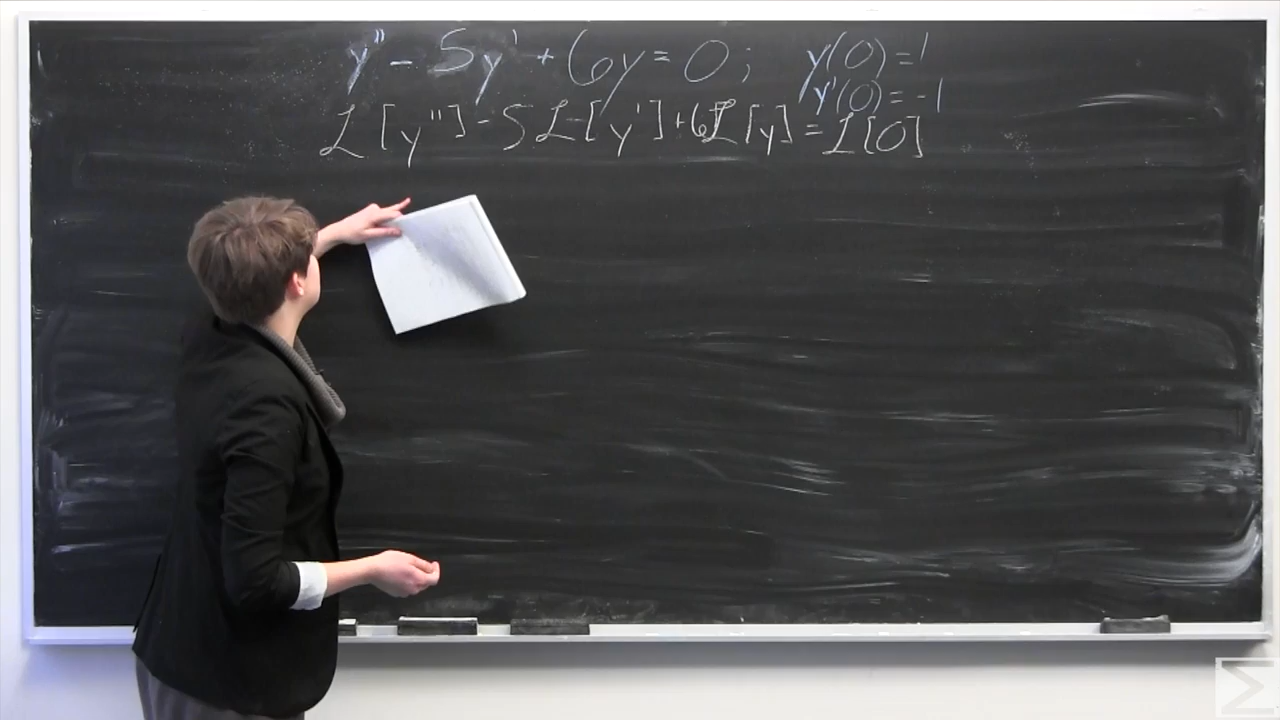 y'' - 5y' + 6y = 0; y(0) = 1
y'(0) = -1
ℒ[y''] - 5ℒ[y'] + 6ℒ[y] = ℒ[0]
Σ